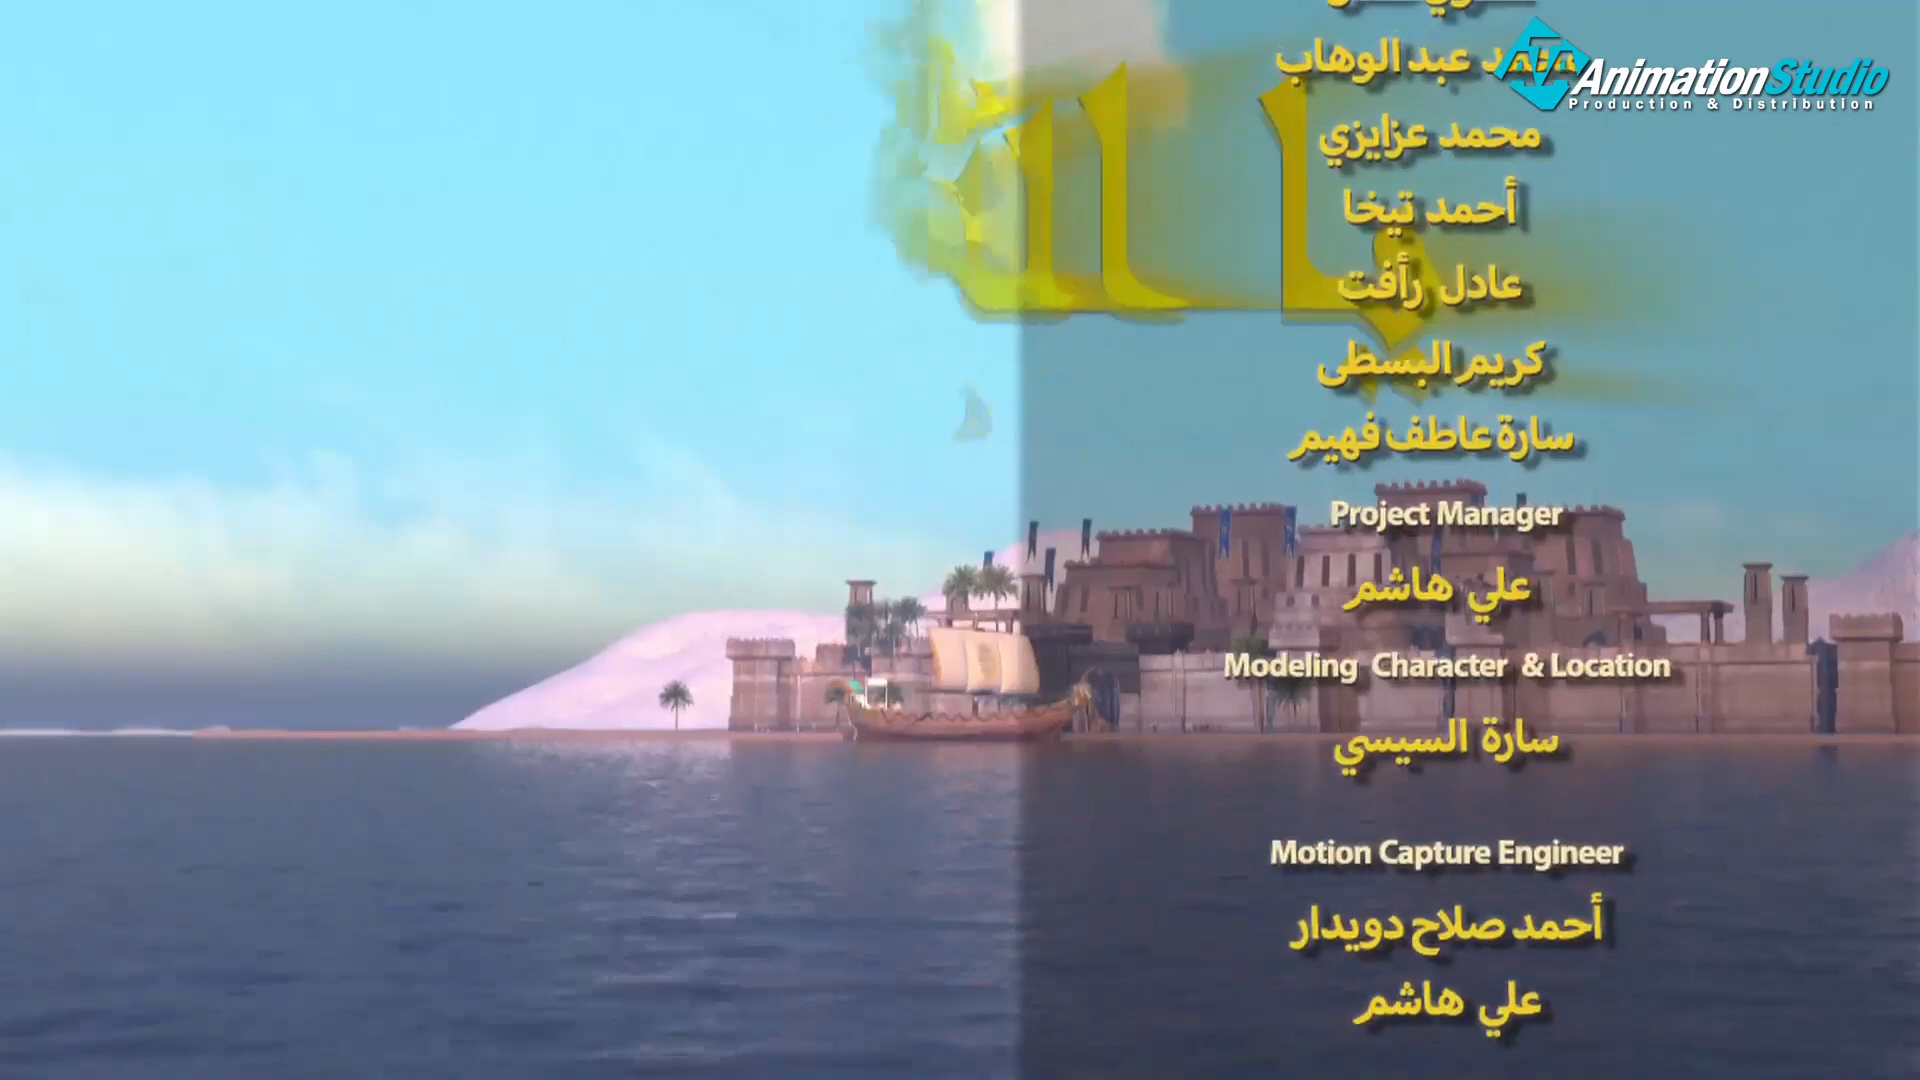 محمد عبد الوهاب
AnimationStudio
Production & Distribution
محمد عزايزي
أحمد تيخا
عادل رأفت
كريم البسطى
سارة عاطف فهيم
Project Manager
علي هاشم
Modeling Character & Location
سارة السيسي
Motion Capture Engineer
أحمد صلاح دويدار
علي هاشم